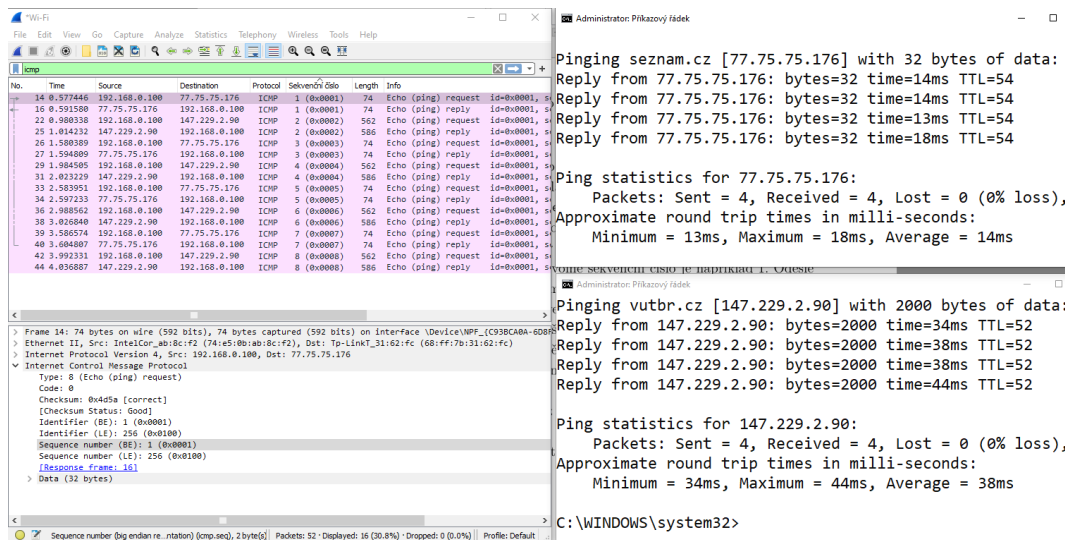 *Wi-Fi
File Edit View Go Capture Analyze Statistics Telephony Wireless Tools Help
icmp
No. Time Source Destination Protocol Sekvenční číslo Length Info
14 0.577446 192.168.0.100 77.75.75.176 ICMP 1 (0x0001) 74 Echo (ping) request id=0x0001, s
16 0.591580 77.75.75.176 192.168.0.100 ICMP 1 (0x0001) 74 Echo (ping) reply id=0x0001, s
22 0.980338 192.168.0.100 147.229.2.90 ICMP 2 (0x0002) 562 Echo (ping) request id=0x0001, s
25 1.014232 147.229.2.90 192.168.0.100 ICMP 2 (0x0002) 586 Echo (ping) reply id=0x0001, s
26 1.580389 192.168.0.100 77.75.75.176 ICMP 3 (0x0003) 74 Echo (ping) request id=0x0001, s
27 1.594809 77.75.75.176 192.168.0.100 ICMP 3 (0x0003) 74 Echo (ping) reply id=0x0001, s
29 1.984505 192.168.0.100 147.229.2.90 ICMP 4 (0x0004) 562 Echo (ping) request id=0x0001, s
31 2.023229 147.229.2.90 192.168.0.100 ICMP 4 (0x0004) 586 Echo (ping) reply id=0x0001, s
33 2.583951 192.168.0.100 77.75.75.176 ICMP 5 (0x0005) 74 Echo (ping) request id=0x0001, s
34 2.597233 77.75.75.176 192.168.0.100 ICMP 5 (0x0005) 74 Echo (ping) reply id=0x0001, s
36 2.988562 192.168.0.100 147.229.2.90 ICMP 6 (0x0006) 562 Echo (ping) request id=0x0001, s
38 3.026840 147.229.2.90 192.168.0.100 ICMP 6 (0x0006) 586 Echo (ping) reply id=0x0001, s
39 3.586574 192.168.0.100 77.75.75.176 ICMP 7 (0x0007) 74 Echo (ping) request id=0x0001, s
40 3.604807 77.75.75.176 192.168.0.100 ICMP 7 (0x0007) 74 Echo (ping) reply id=0x0001, s
42 3.992331 192.168.0.100 147.229.2.90 ICMP 8 (0x0008) 562 Echo (ping) request id=0x0001, s
44 4.036887 147.229.2.90 192.168.0.100 ICMP 8 (0x0008) 586 Echo (ping) reply id=0x0001, s
Frame 14: 74 bytes on wire (592 bits), 74 bytes captured (592 bits) on interface \Device\NPF_{C93BCA0A-6D8F
Ethernet II, Src: IntelCor_ab:8c:f2 (74:e5:0b:ab:8c:f2), Dst: Tp-LinkT_31:62:fc (68:ff:7b:31:62:fc)
Internet Protocol Version 4, Src: 192.168.0.100, Dst: 77.75.75.176
Internet Control Message Protocol
Type: 8 (Echo (ping) request)
Code: 0
Checksum: 0x4d5a [correct]
[Checksum Status: Good]
Identifier (BE): 1 (0x0001)
Identifier (LE): 256 (0x0100)
Sequence number (BE): 1 (0x0001)
Sequence number (LE): 256 (0x0100)
[Response frame: 16]
Data (32 bytes)
Sequence number (big endian re…ntation) (icmp.seq), 2 byte(s) Packets: 52 · Displayed: 16 (30.8%) · Dropped: 0 (0.0%) Profile: Default
Administrator: Příkazový řádek
Pinging seznam.cz [77.75.75.176] with 32 bytes of data:
Reply from 77.75.75.176: bytes=32 time=14ms TTL=54
Reply from 77.75.75.176: bytes=32 time=14ms TTL=54
Reply from 77.75.75.176: bytes=32 time=13ms TTL=54
Reply from 77.75.75.176: bytes=32 time=18ms TTL=54
Ping statistics for 77.75.75.176:
Packets: Sent = 4, Received = 4, Lost = 0 (0% loss),
Approximate round trip times in milli-seconds:
Minimum = 13ms, Maximum = 18ms, Average = 14ms
sekvenční číslo je například 1. Odešle
Administrator: Příkazový řádek
Pinging vutbr.cz [147.229.2.90] with 2000 bytes of data:
Reply from 147.229.2.90: bytes=2000 time=34ms TTL=52
Reply from 147.229.2.90: bytes=2000 time=38ms TTL=52
Reply from 147.229.2.90: bytes=2000 time=38ms TTL=52
Reply from 147.229.2.90: bytes=2000 time=44ms TTL=52
Ping statistics for 147.229.2.90:
Packets: Sent = 4, Received = 4, Lost = 0 (0% loss),
Approximate round trip times in milli-seconds:
Minimum = 34ms, Maximum = 44ms, Average = 38ms
C:\WINDOWS\system32>